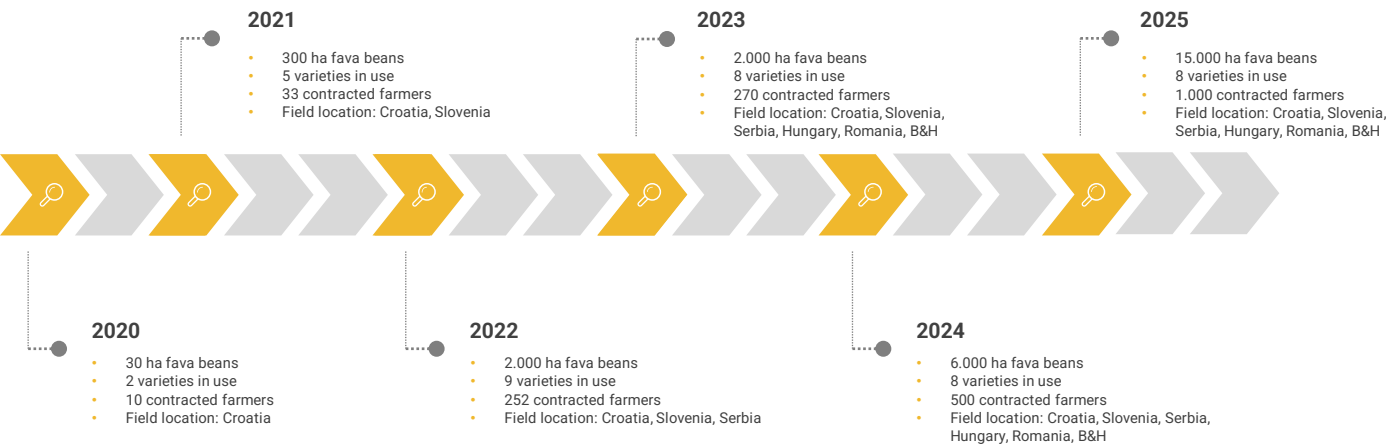 2021
300 ha fava beans
5 varieties in use
33 contracted farmers
Field location: Croatia, Slovenia
2023
2.000 ha fava beans
8 varieties in use
270 contracted farmers
Field location: Croatia, Slovenia,
Serbia, Hungary, Romania, B&H
2025
15.000 ha fava beans
8 varieties in use
1.000 contracted farmers
Field location: Croatia, Slovenia,
Serbia, Hungary, Romania, B&H
2020
30 ha fava beans
2 varieties in use
10 contracted farmers
Field location: Croatia
2022
2.000 ha fava beans
9 varieties in use
252 contracted farmers
Field location: Croatia, Slovenia, Serbia
2024
6.000 ha fava beans
8 varieties in use
500 contracted farmers
Field location: Croatia, Slovenia, Serbia,
Hungary, Romania, B&H